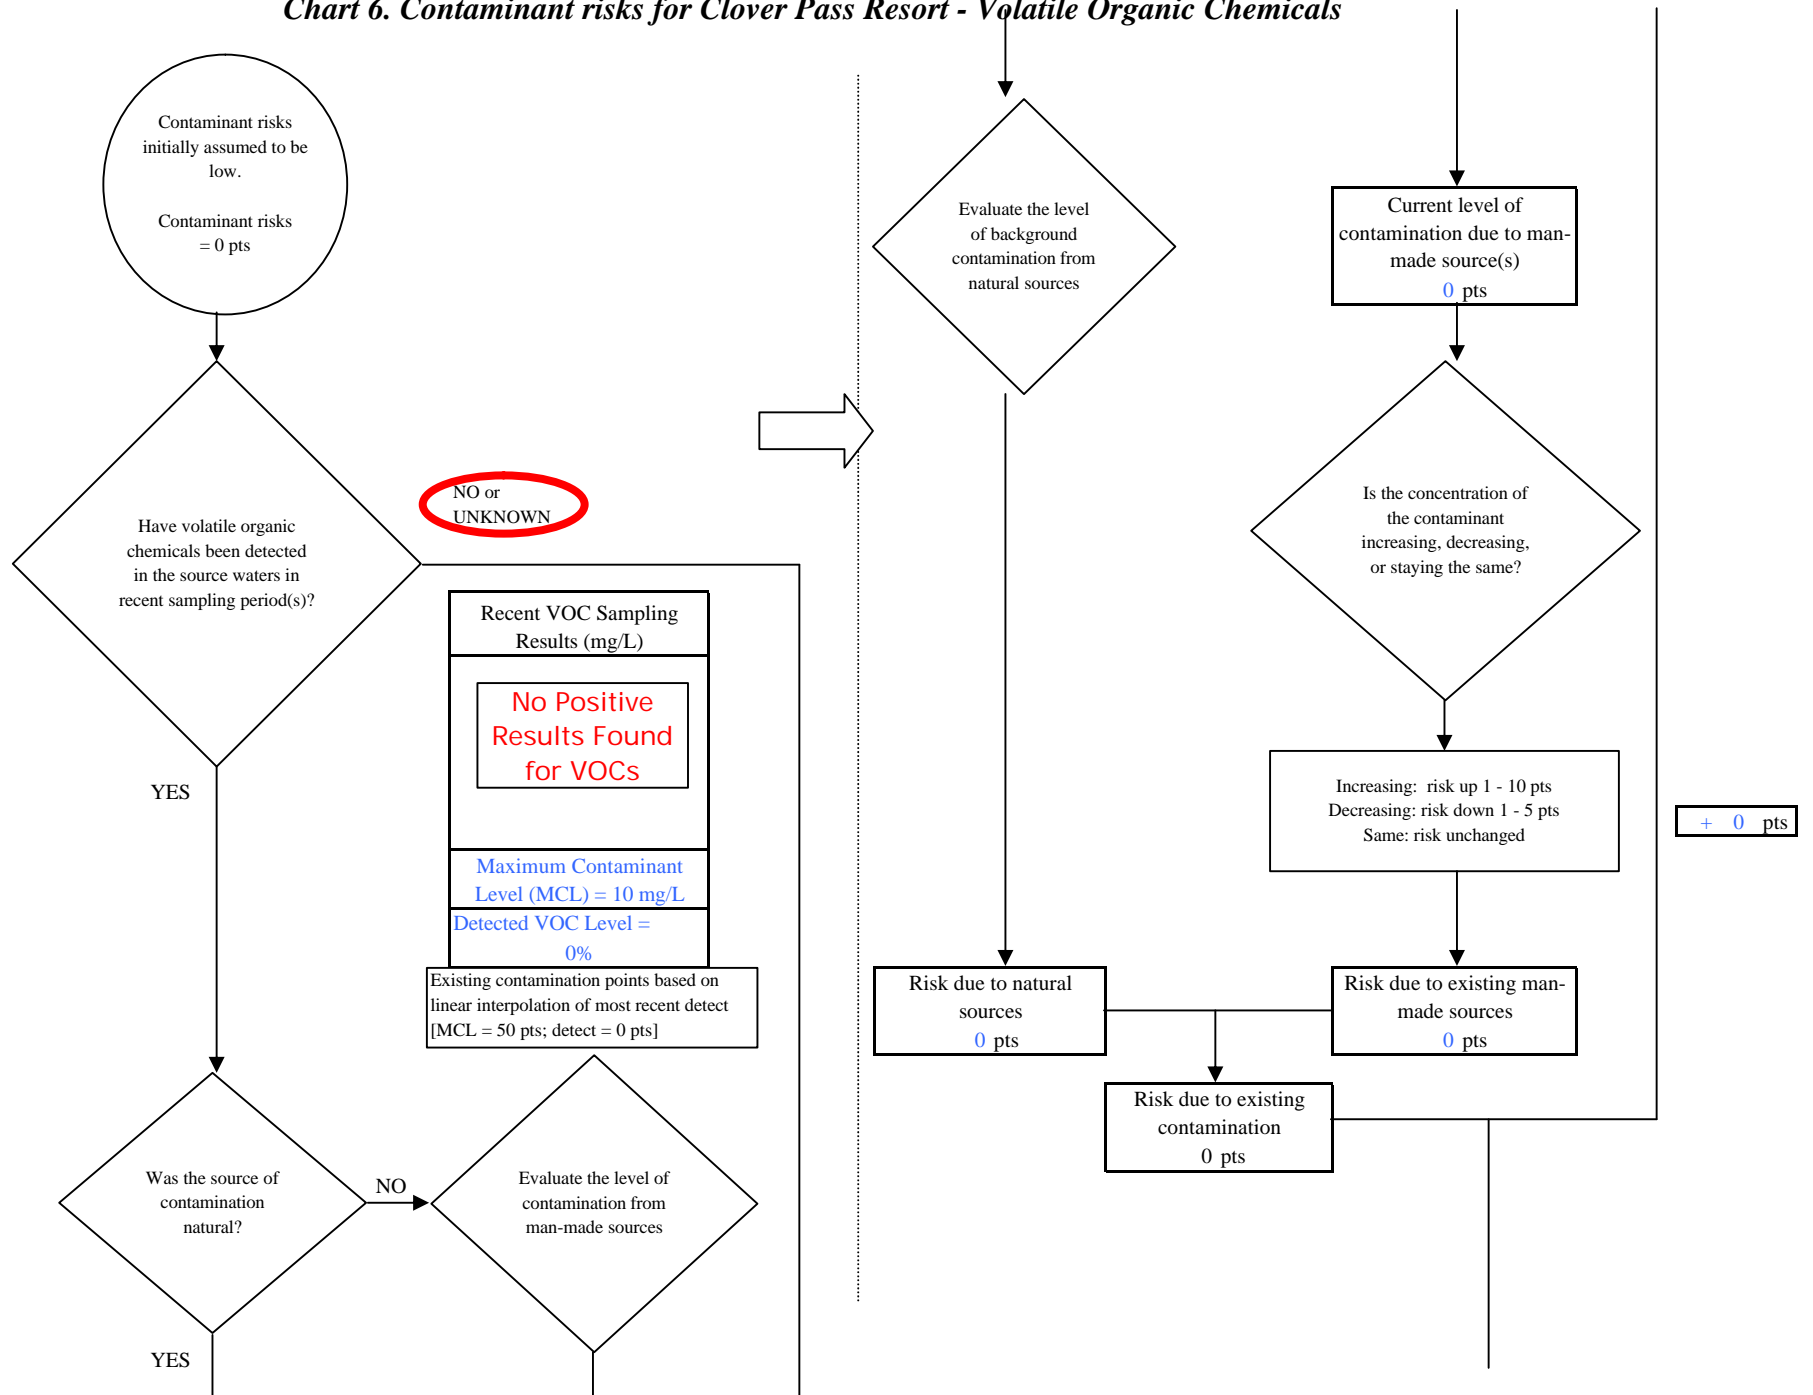 Chart 6. Contaminant risks for Clover Pass Resort - Volatile Organic Chemicals
Contaminant risks
initially assumed to be
low.
Contaminant risks
= 0 pts
Have volatile organic
chemicals been detected
in the source waters in
recent sampling period(s)?
NO or
UNKNOWN
YES
Recent VOC Sampling
Results (mg/L)
No Positive
Results Found
for VOCs
Maximum Contaminant
Level (MCL) = 10 mg/L
Detected VOC Level =
0%
Existing contamination points based on
linear interpolation of most recent detect
[MCL = 50 pts; detect = 0 pts]
Was the source of
contamination
natural?
NO
Evaluate the level of
contamination from
man-made sources
YES
Evaluate the level
of background
contamination from
natural sources
Current level of
contamination due to man-
made source(s)
0 pts
Is the concentration of
the contaminant
increasing, decreasing,
or staying the same?
Increasing: risk up 1 - 10 pts
Decreasing: risk down 1 - 5 pts
Same: risk unchanged
+ 0 pts
Risk due to natural
sources
0 pts
Risk due to existing man-
made sources
0 pts
Risk due to existing
contamination
0 pts